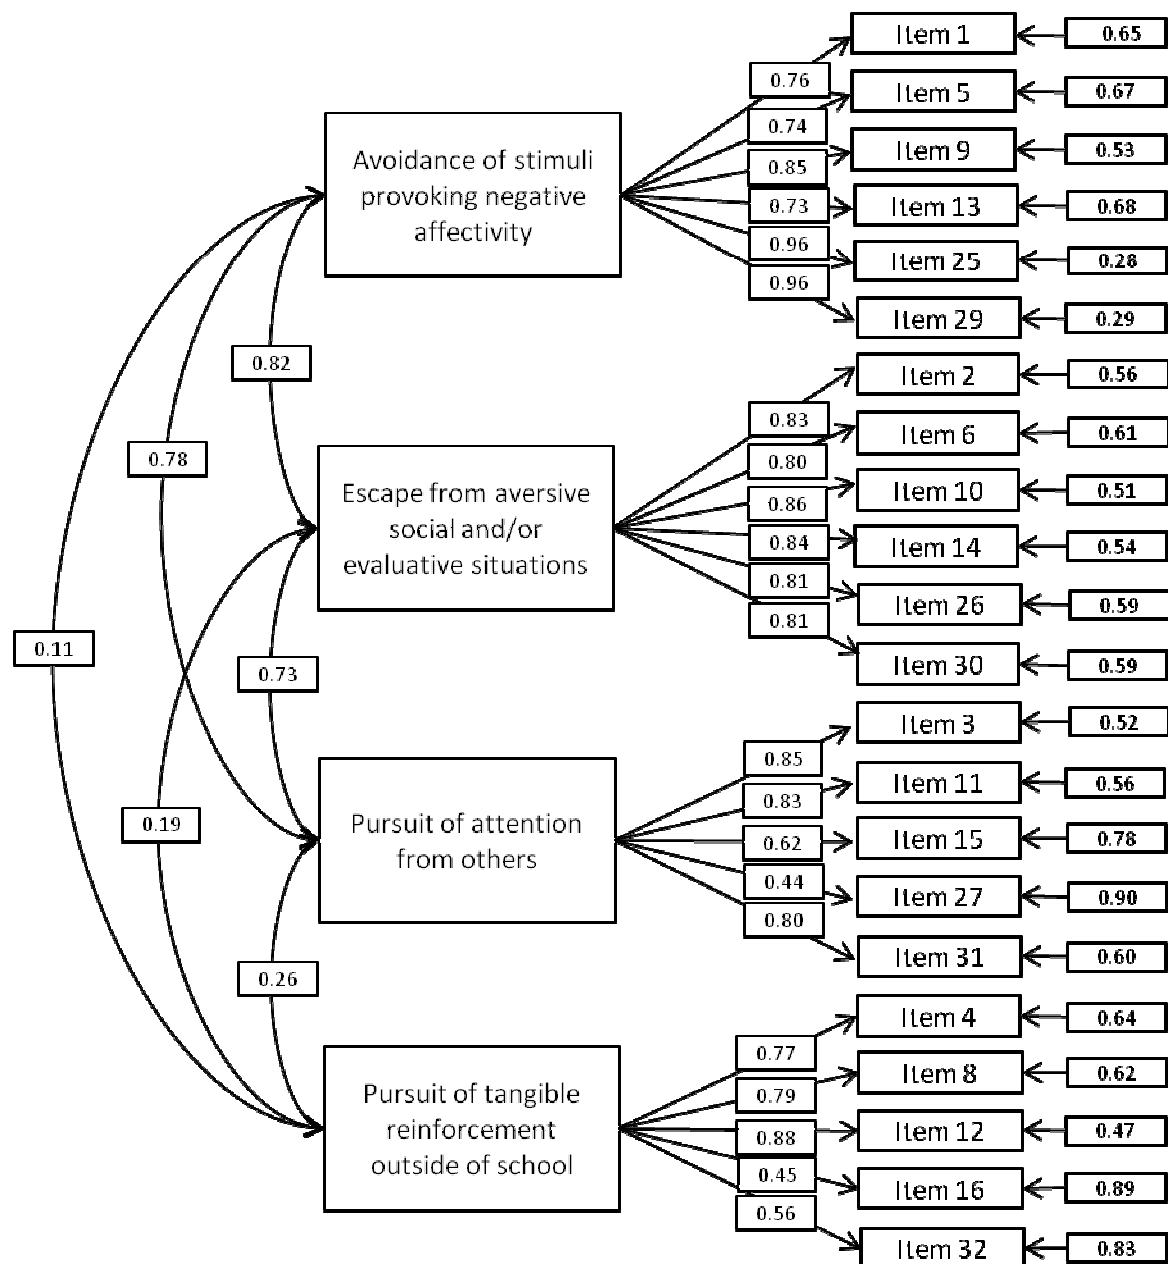 Item 1
0.65
0.76
Item 5
0.67
0.74
Item 9
0.53
0.85
Item 13
0.68
0.73
Item 25
0.28
0.96
Item 29
0.29
0.96
Avoidance of stimuli
provoking negative
affectivity
0.82
0.78
0.11
0.19
0.73
0.26
Item 2
0.56
0.83
Item 6
0.61
0.80
Item 10
0.51
0.86
Item 14
0.54
0.84
Item 26
0.59
0.81
Item 30
0.59
0.81
Escape from aversive
social and/or
evaluative situations
Item 3
0.52
0.85
Item 11
0.56
0.83
Item 15
0.78
0.62
Item 27
0.90
0.44
Item 31
0.60
0.80
Pursuit of attention
from others
Item 4
0.64
0.77
Item 8
0.62
0.79
Item 12
0.47
0.88
Item 16
0.89
0.45
Item 32
0.83
0.56
Pursuit of tangible
reinforcement
outside of school